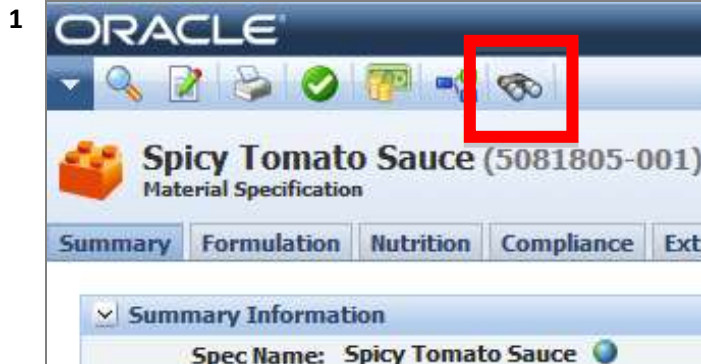 1
ORACLE
Spicy Tomato Sauce (5081805-001)
Material Specification
Summary Formulation Nutrition Compliance Ext
Summary Information
Spec Name: Spicy Tomato Sauce